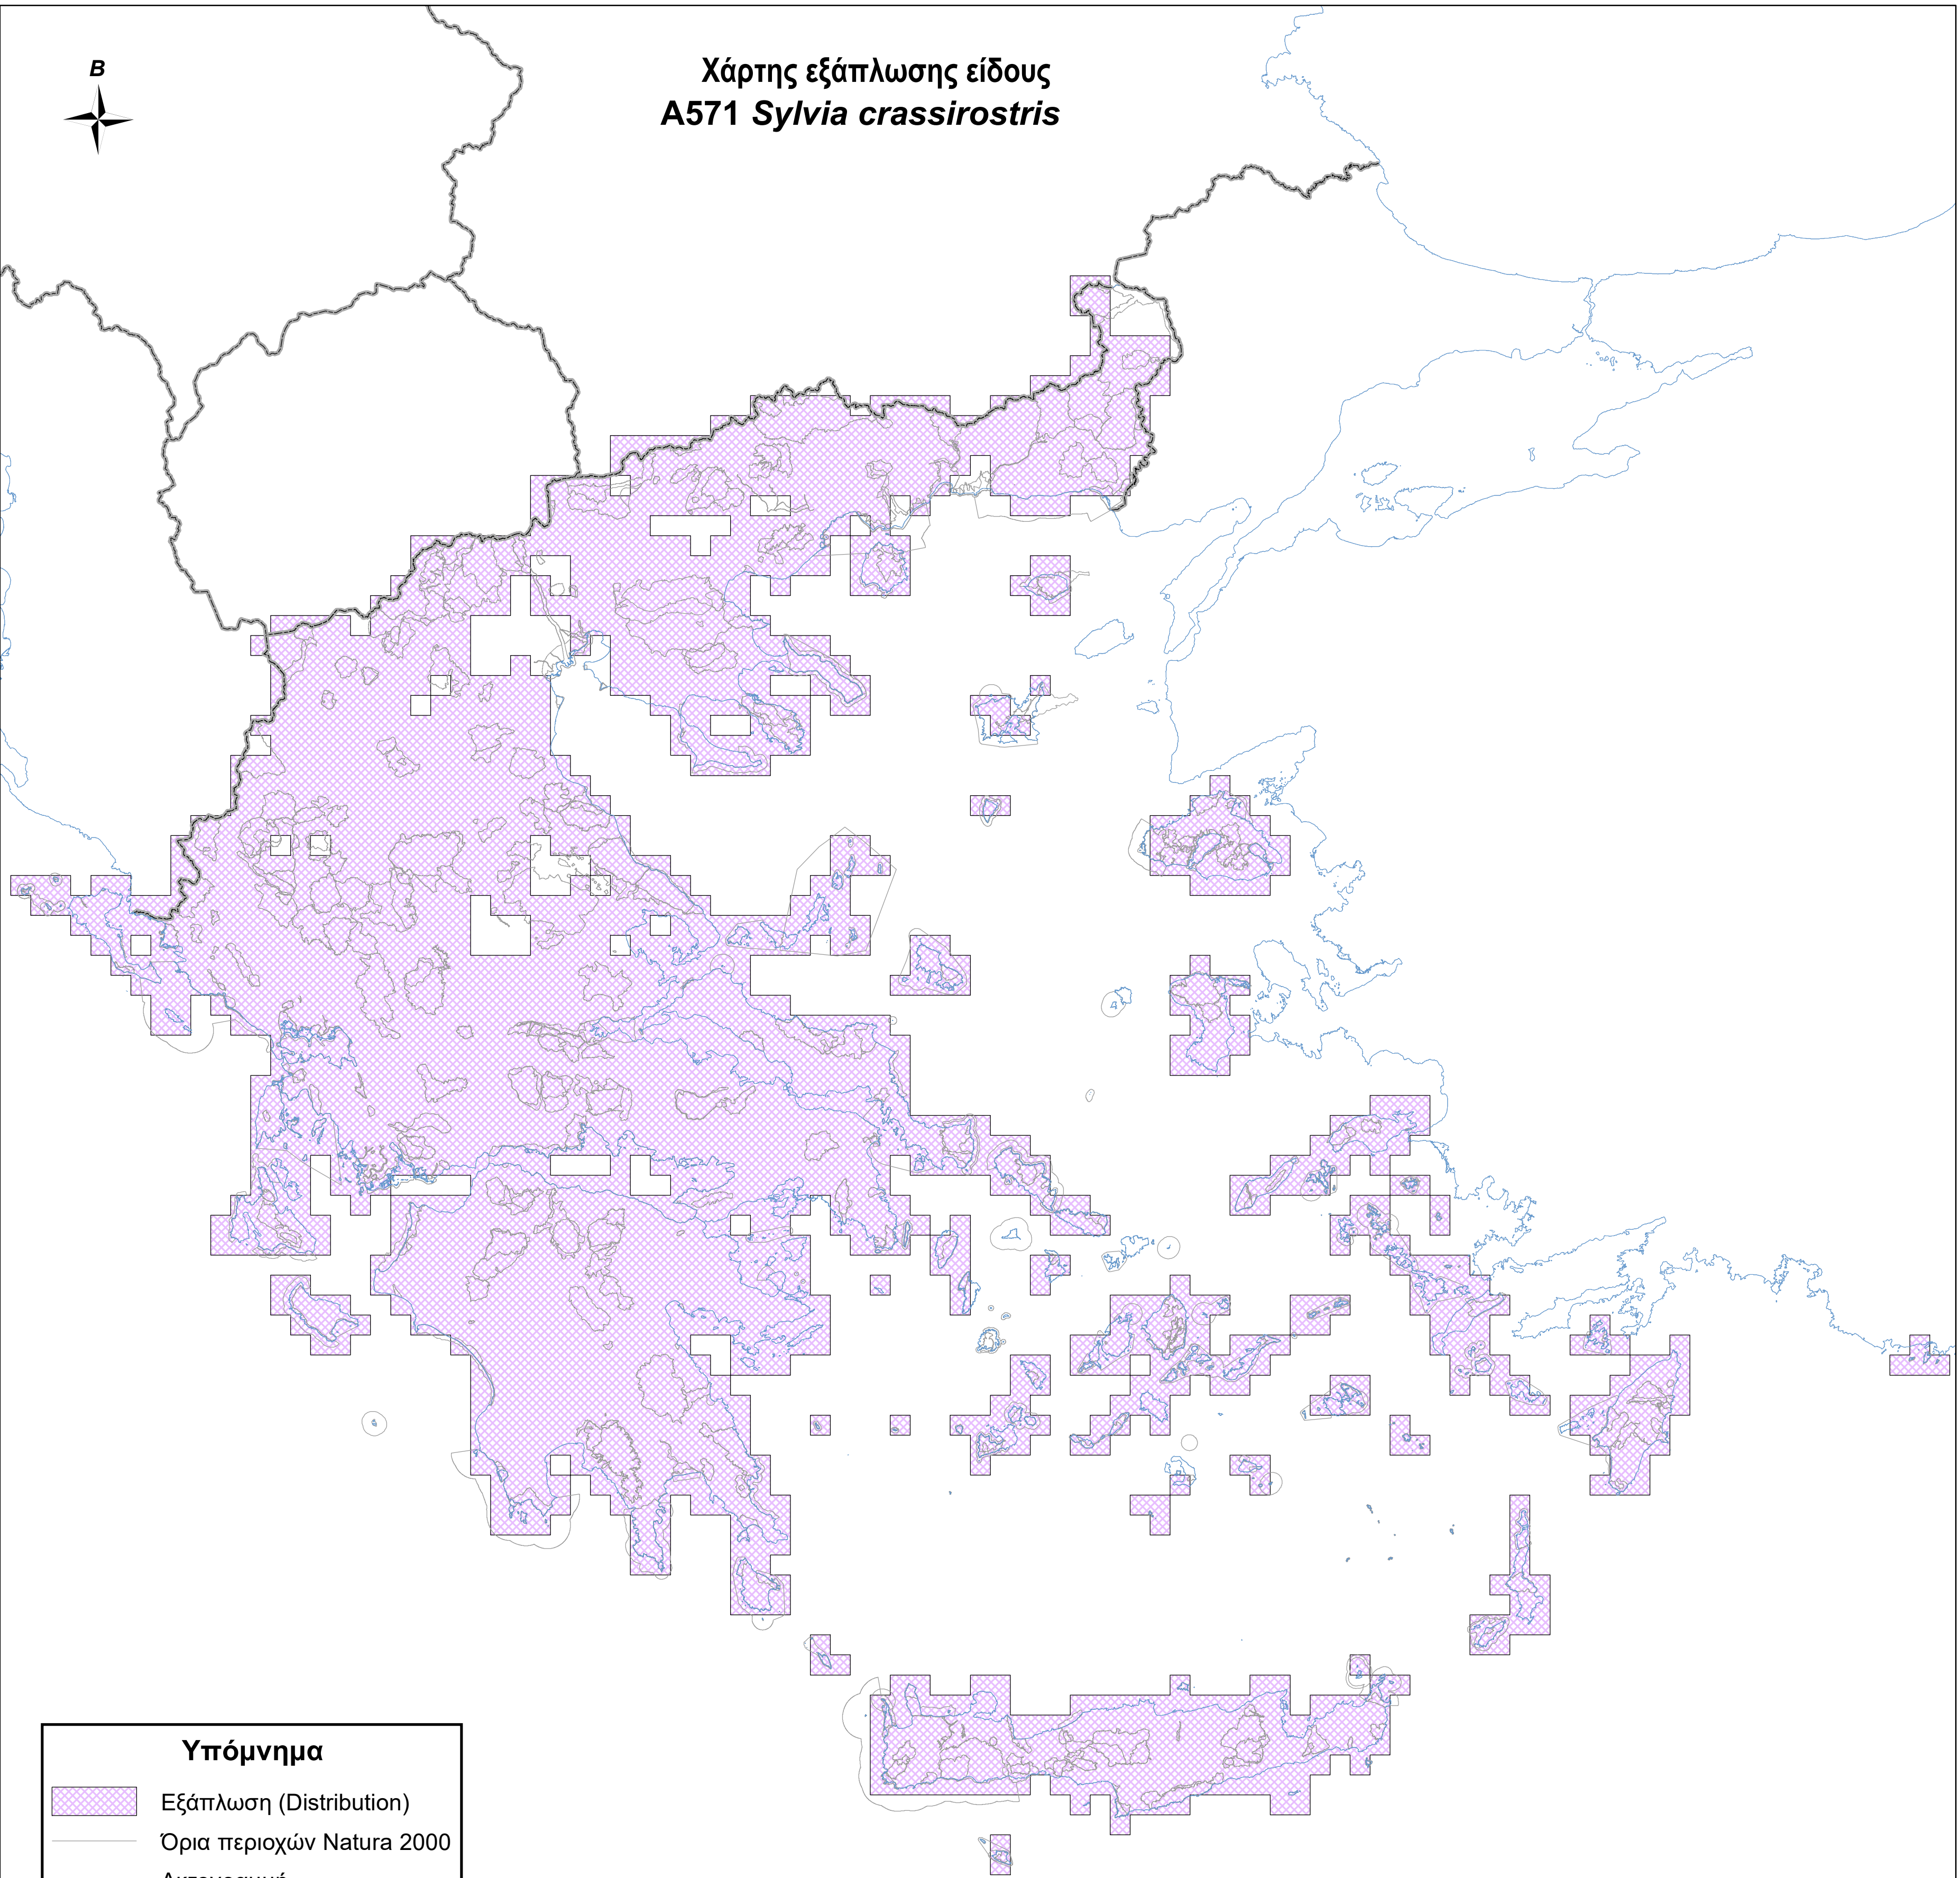 Χάρτης εξάπλωσης είδους
A571 Sylvia crassirostris
B
Υπόμνημα
Εξάπλωση (Distribution)
Όρια περιοχών Natura 2000